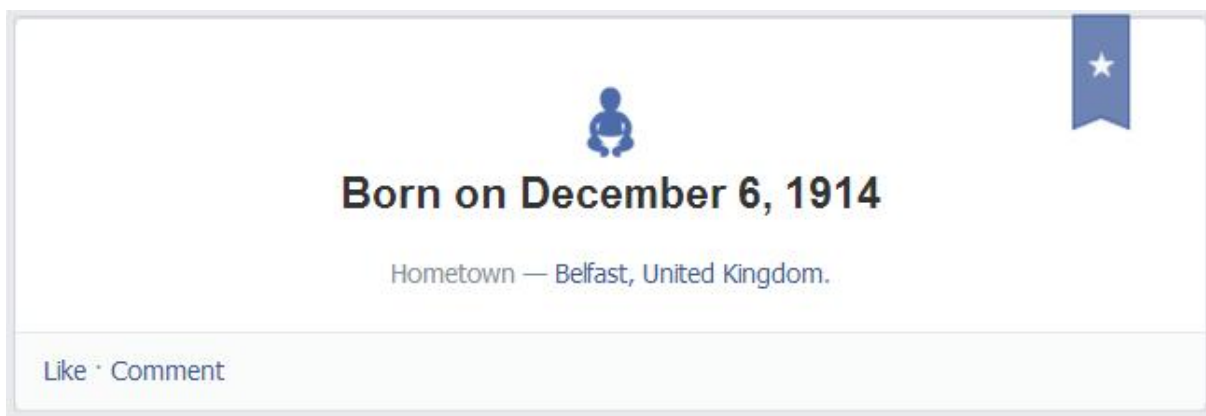 Born on December 6, 1914
Hometown — Belfast, United Kingdom.
Like · Comment